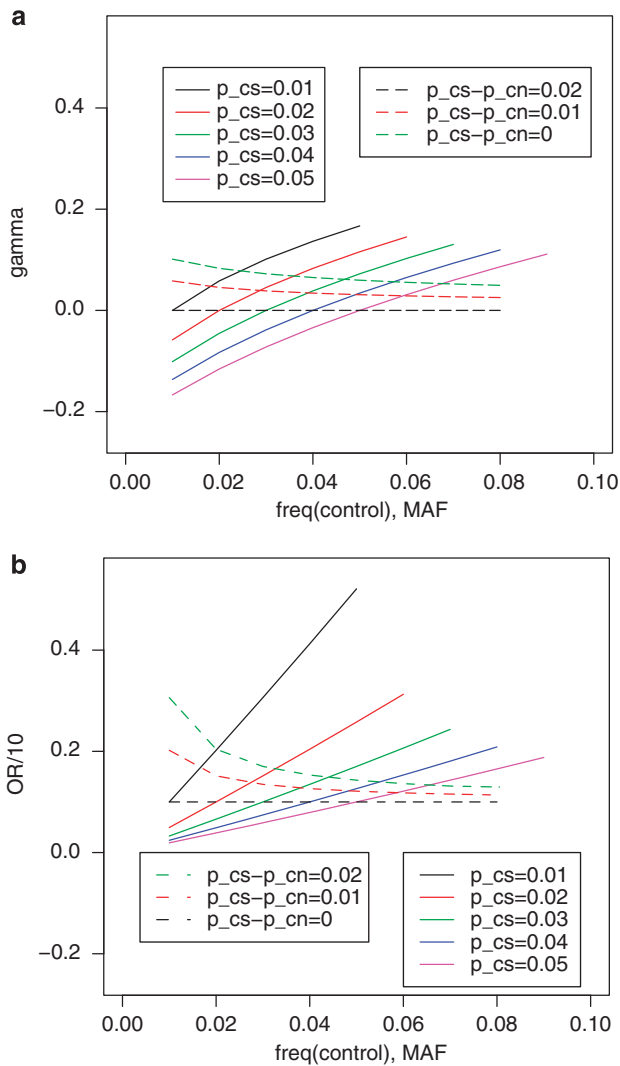 a
p_cs=0.01
p_cs=0.02
p_cs=0.03
p_cs=0.04
p_cs=0.05
p_cs–p_cn=0.02
p_cs–p_cn=0.01
p_cs–p_cn=0
gamma
0.4
0.2
0.0
−0.2
0.00 0.02 0.04 0.06 0.08 0.10
freq(control), MAF
b
OR/10
0.4
0.2
0.0
−0.2
p_cs–p_cn=0.02
p_cs–p_cn=0.01
p_cs–p_cn=0
p_cs=0.01
p_cs=0.02
p_cs=0.03
p_cs=0.04
p_cs=0.05
0.00 0.02 0.04 0.06 0.08 0.10
freq(control), MAF